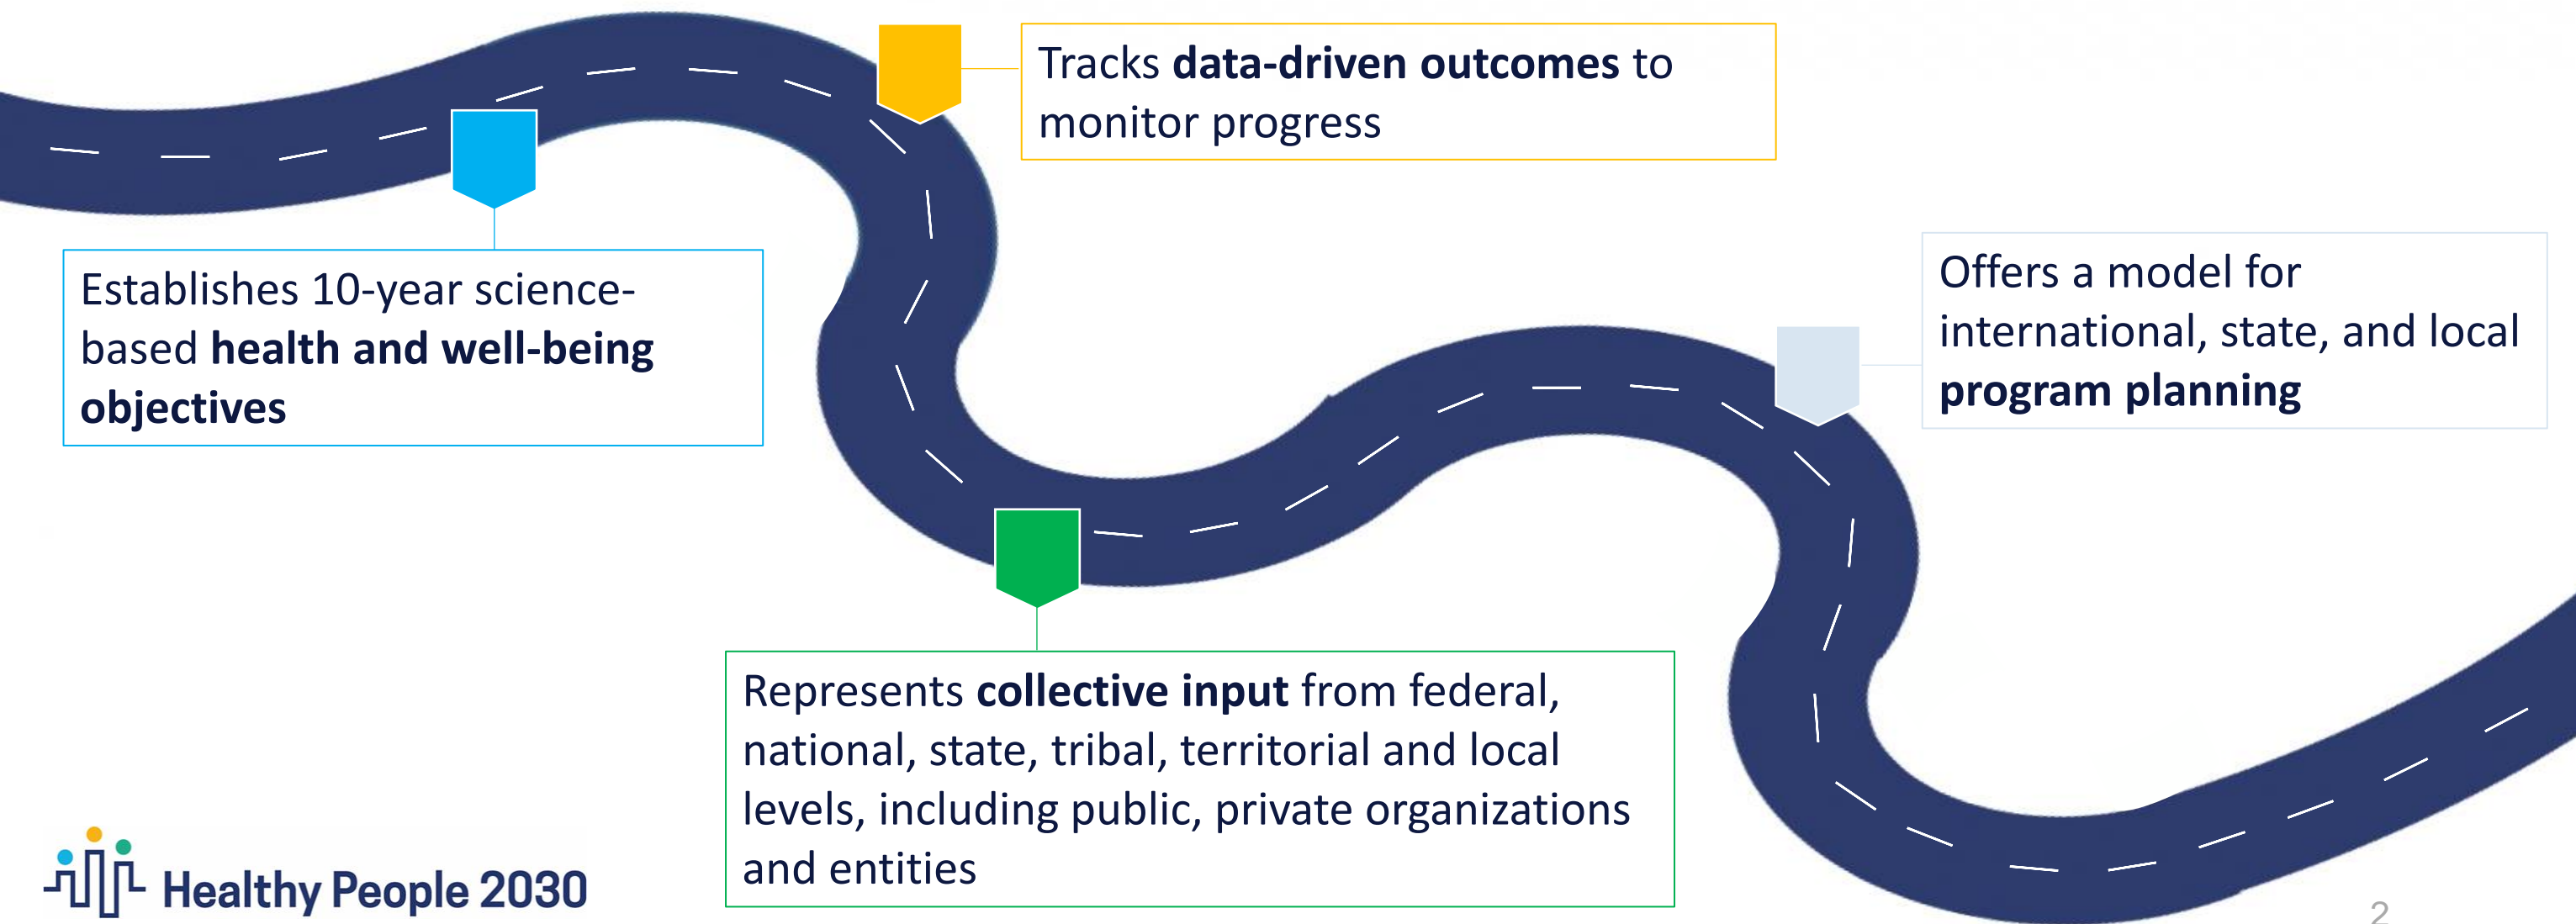 Tracks data-driven outcomes to
monitor progress
Establishes 10-year science-
based health and well-being
objectives
Offers a model for
international, state, and local
program planning
Represents collective input from federal,
national, state, tribal, territorial and local
levels, including public, private organizations
and entities
Healthy People 2030
2